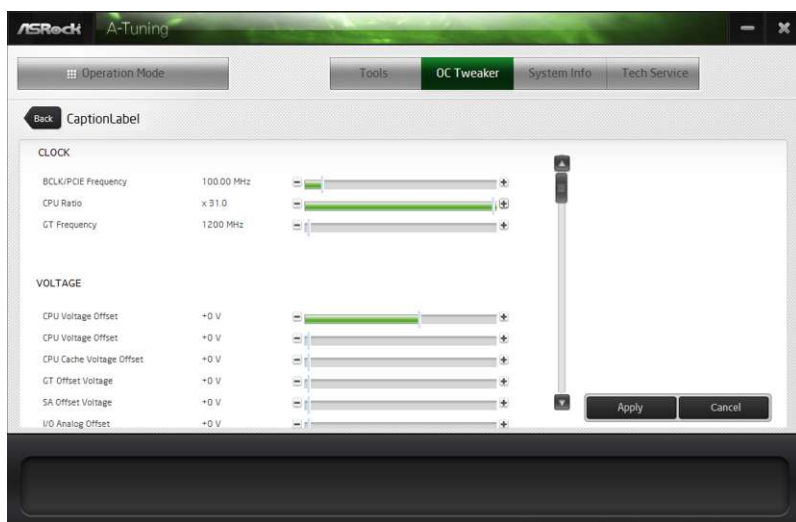 ASRock A-Tuning
Operation Mode Tools OC Tweaker System Info Tech Service
Back CaptionLabel
CLOCK
BCLK/PCIE Frequency 100.00 MHz
CPU Ratio x 31.0
GT Frequency 1200 MHz
VOLTAGE
CPU Voltage Offset +0 V
CPU Voltage Offset +0 V
CPU Cache Voltage Offset +0 V
GT Offset Voltage +0 V
SA Offset Voltage +0 V
I/O Analog Offset +0 V
Apply Cancel